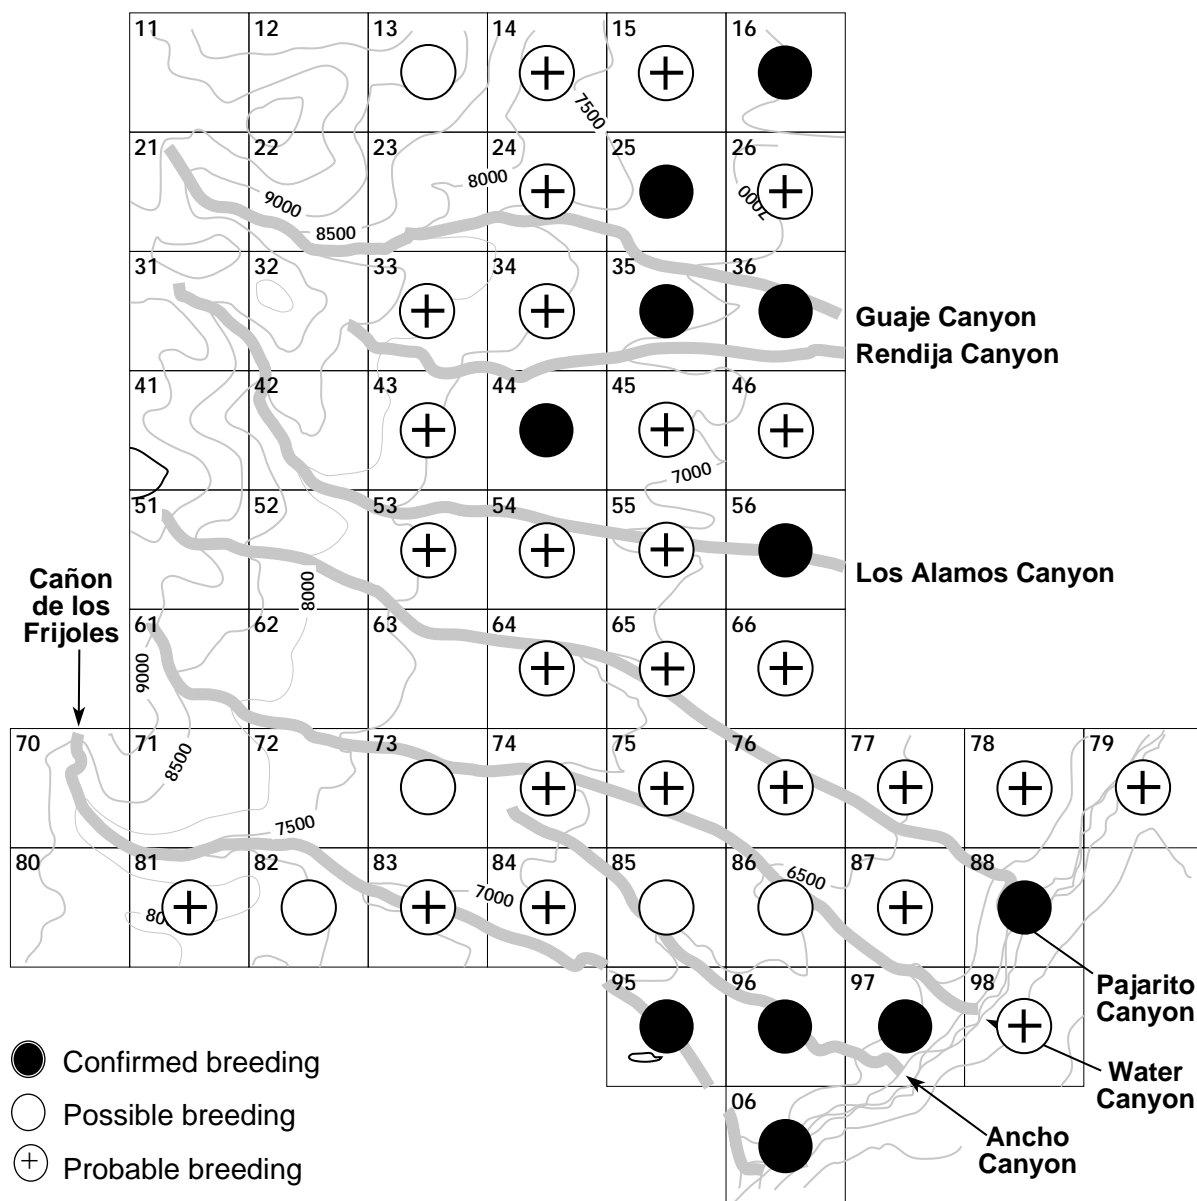 11 12 13 14 15 16
7500
21 22 23 24 25 26
8000
9000
7000
8500
31 32 33 34 35 36
Guaje Canyon
Rendija Canyon
41 42 43 44 45 46
7000
51 52 53 54 55 56
Los Alamos Canyon
Cañon
de los
Frijoles
8000
61 62 63 64 65 66
9000
70 71 72 73 74 75 76 77 78 79
8500
7500
80 81 82 83 84 85 86 87 88
6500
7000
80
95 96 97 98
Pajarito
Canyon
Confirmed breeding
Water
Canyon
Possible breeding
06
Ancho
Canyon
Probable breeding